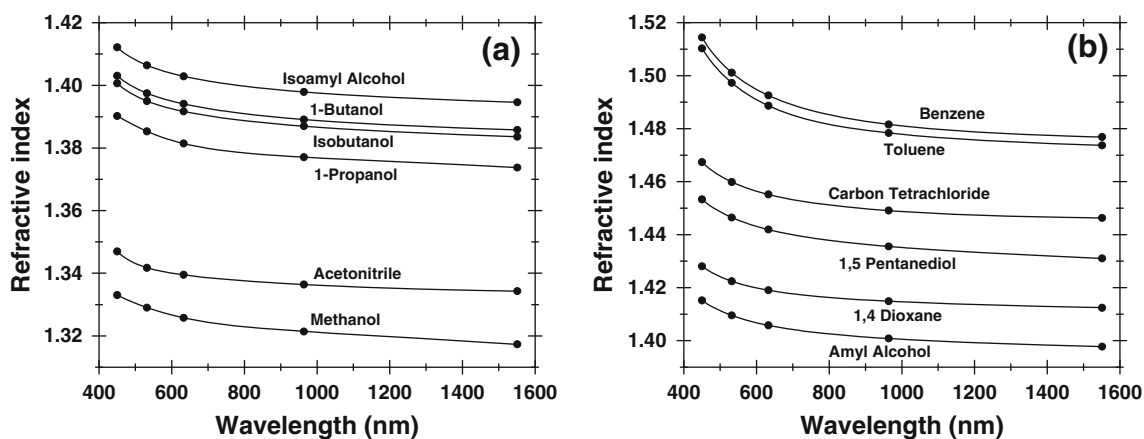 (a)
Refractive index
1.42
1.40
1.38
1.36
1.34
1.32
Isoamyl Alcohol
1-Butanol
Isobutanol
1-Propanol
Acetonitrile
Methanol
400 600 800 1000 1200 1400 1600
Wavelength (nm)
(b)
Refractive index
1.52
1.50
1.48
1.46
1.44
1.42
1.40
Benzene
Toluene
Carbon Tetrachloride
1,5 Pentanediol
1,4 Dioxane
Amyl Alcohol
400 600 800 1000 1200 1400 1600
Wavelength (nm)